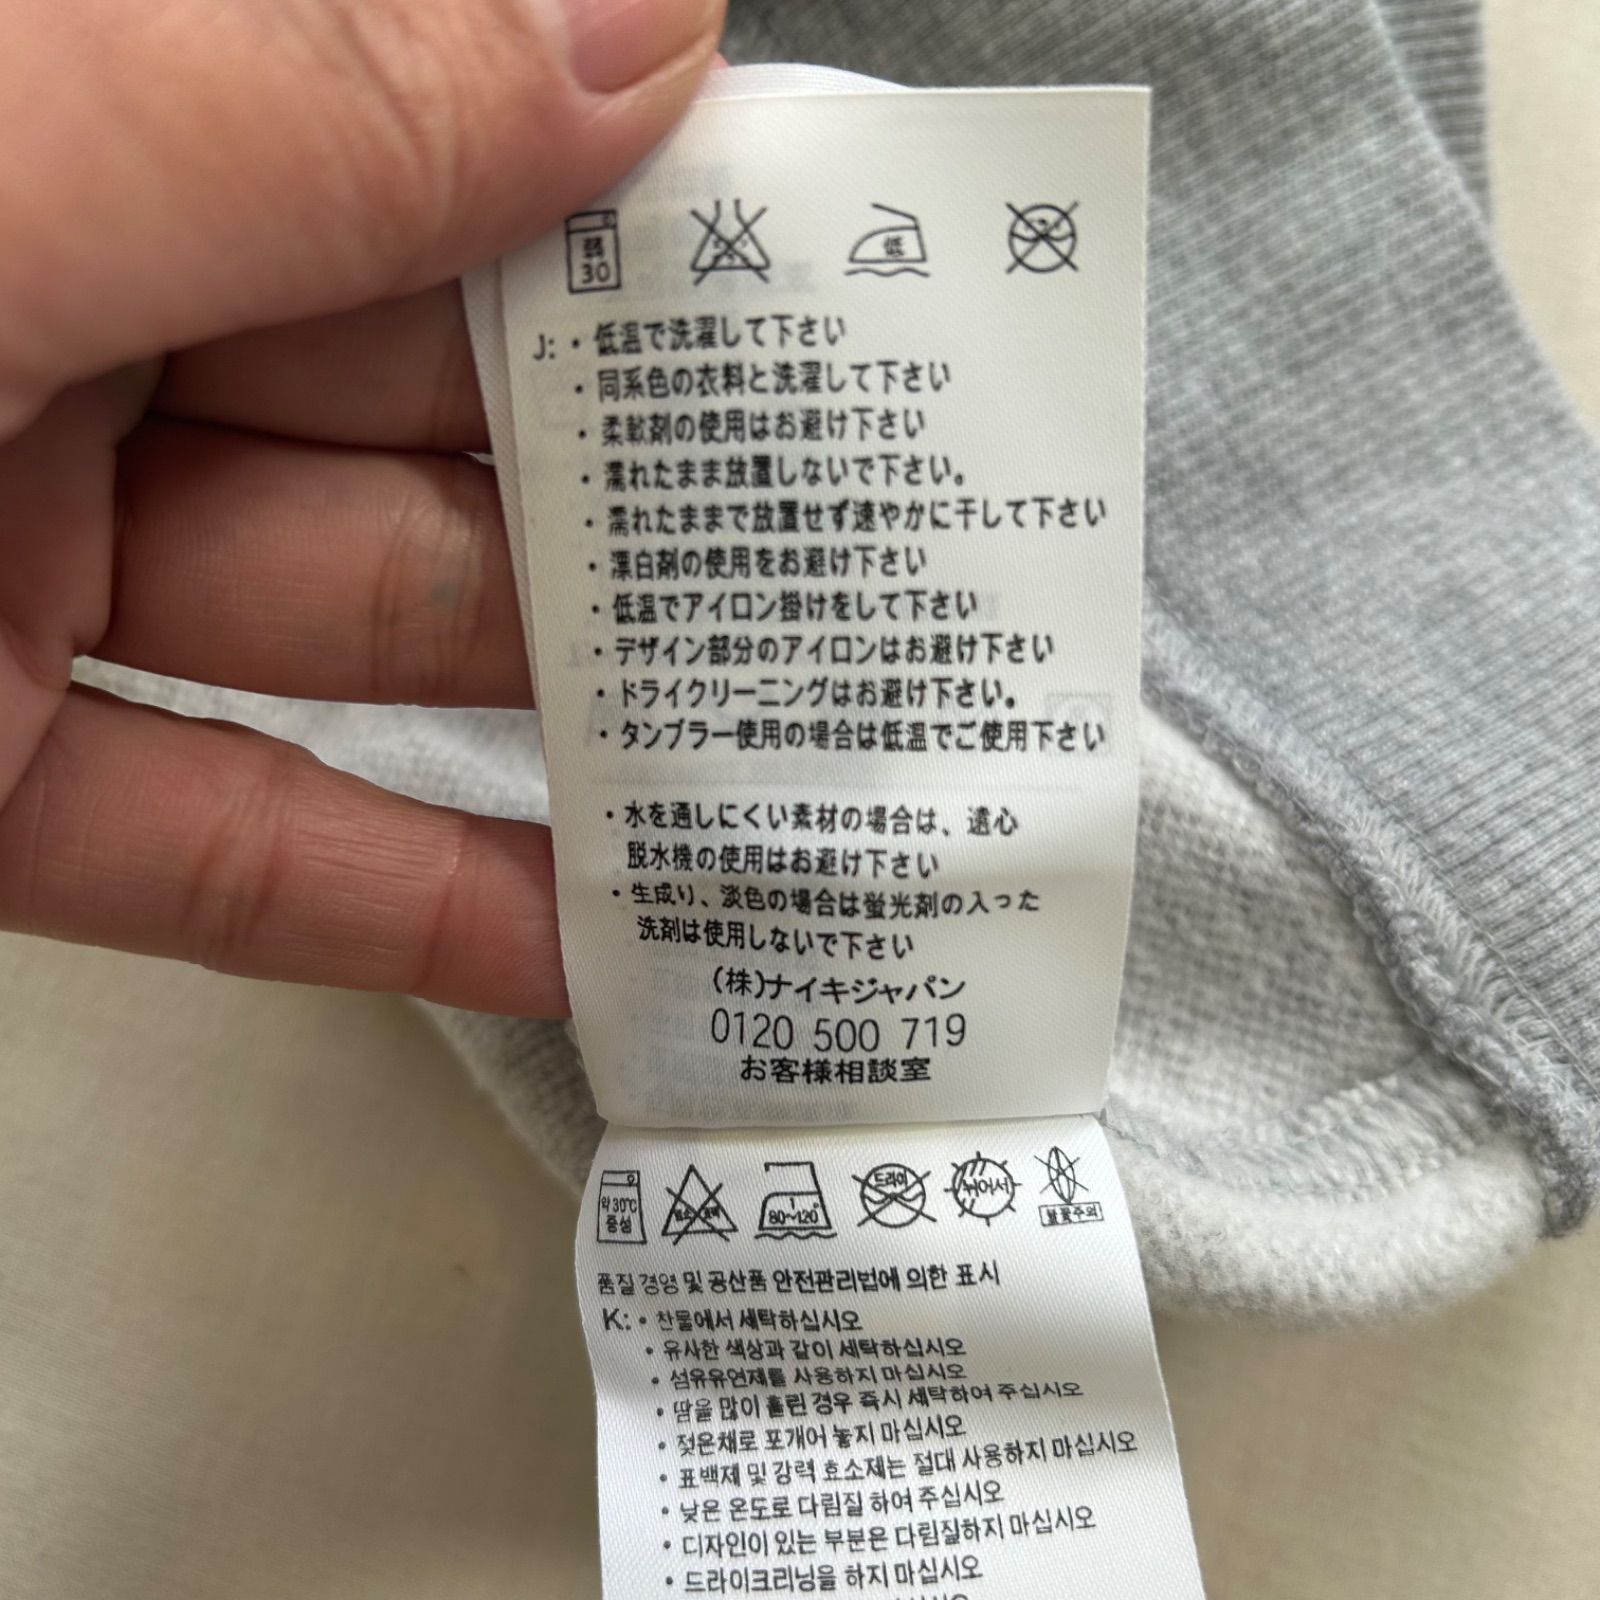 弱
30
低
J: ・低温で洗濯して下さい
・同系色の衣料と洗濯して下さい
・柔軟剤の使用はお避け下さい
・濡れたまま放置しないで下さい。
・濡れたままで放置せず速やかに干して下さい
・漂白剤の使用をお避け下さい
・低温でアイロン掛けをして下さい
・デザイン部分のアイロンはお避け下さい
・ドライクリーニングはお避け下さい。
・タンブラー使用の場合は低温でご使用下さい
・水を通しにくい素材の場合は、遠心
脱水機の使用はお避け下さい
・生成り、淡色の場合は蛍光剤の入った
洗剤は使用しないで下さい
(株)ナイキジャパン
0120 500 719
お客様相談室
약 30℃
중성
80~120°
드라이
뉘어서
불꽃주의
품질 경영 및 공산품 안전관리법에 의한 표시
K: • 찬물에서 세탁하십시오
• 유사한 색상과 같이 세탁하십시오
• 섬유유연제를 사용하지 마십시오
• 땀을 많이 흘린 경우 즉시 세탁하여 주십시오
• 젖은채로 포개어 놓지 마십시오
• 표백제 및 강력 효소제는 절대 사용하지 마십시오
• 낮은 온도로 다림질 하여 주십시오
• 디자인이 있는 부분은 다림질하지 마십시오
• 드라이크리닝을 하지 마십시오